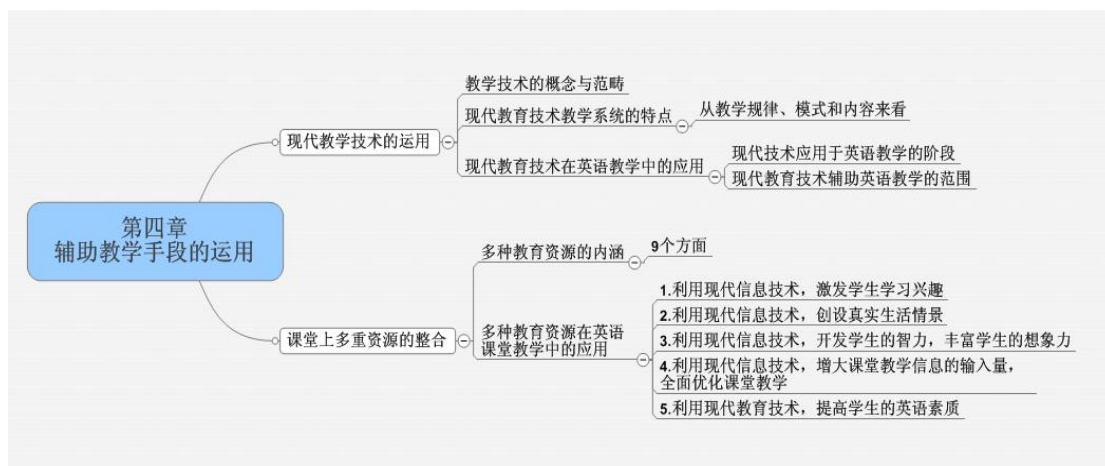 第四章
辅助教学手段的运用
现代教学技术的运用
教学技术的概念与范畴
现代教育技术教学系统的特点
从教学规律、模式和内容来看
现代教育技术在英语教学中的应用
现代技术应用于英语教学的阶段
现代教育技术辅助英语教学的范围
课堂上多重资源的整合
多种教育资源的内涵
9个方面
多种教育资源在英语
课堂教学中的应用
1.利用现代信息技术，激发学生学习兴趣
2.利用现代信息技术，创设真实生活情景
3.利用现代信息技术，开发学生的智力，丰富学生的想象力
4.利用现代信息技术，增大课堂教学信息的输入量，
全面优化课堂教学
5.利用现代教育技术，提高学生的英语素质